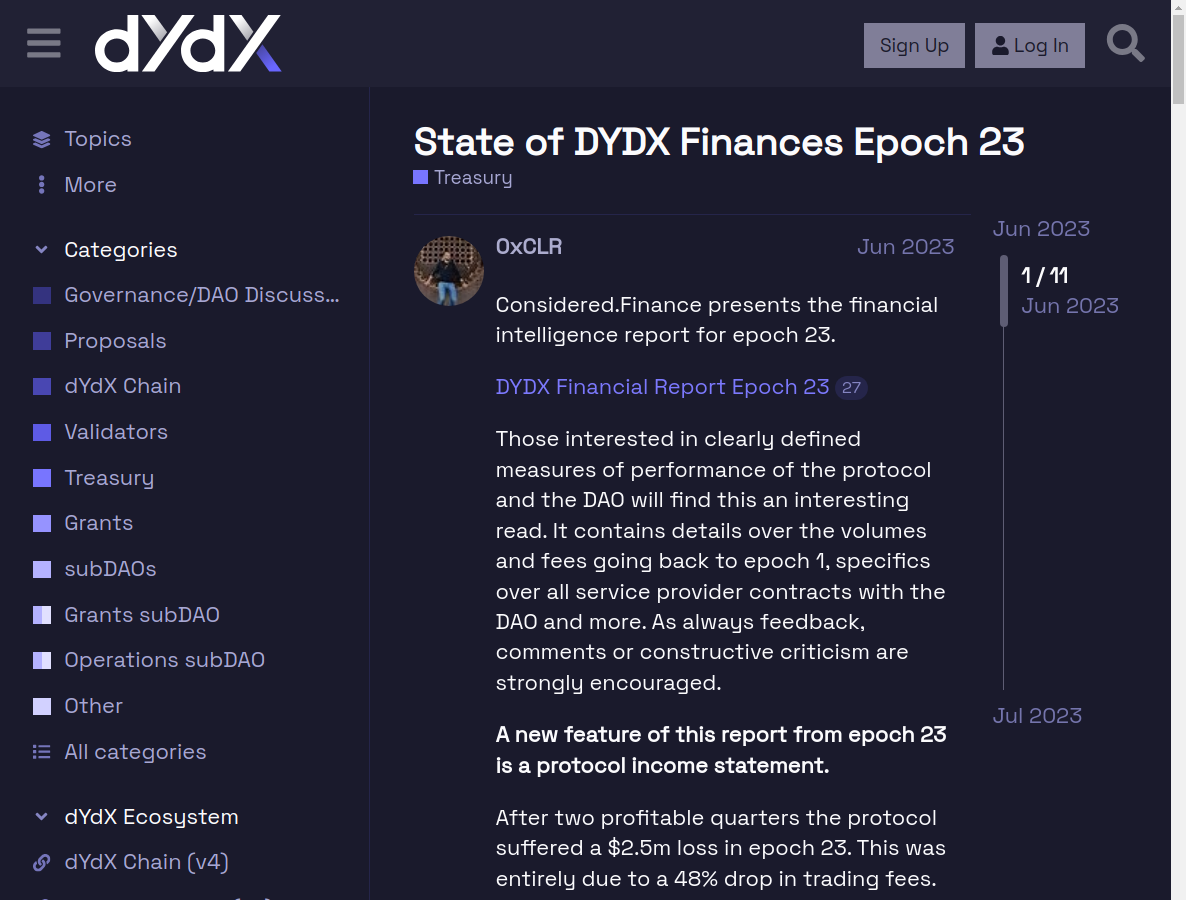 dYdX
Sign Up
Log In
Topics
More
Categories
Governance/DAO Discuss...
Proposals
dYdX Chain
Validators
Treasury
Grants
subDAOs
Grants subDAO
Operations subDAO
Other
All categories
dYdX Ecosystem
dYdX Chain (v4)
State of DYDX Finances Epoch 23
Treasury
0xCLR
Jun 2023
Considered.Finance presents the financial
intelligence report for epoch 23.
DYDX Financial Report Epoch 23 27
Those interested in clearly defined
measures of performance of the protocol
and the DAO will find this an interesting
read. It contains details over the volumes
and fees going back to epoch 1, specifics
over all service provider contracts with the
DAO and more. As always feedback,
comments or constructive criticism are
strongly encouraged.
A new feature of this report from epoch 23
is a protocol income statement.
After two profitable quarters the protocol
suffered a $2.5m loss in epoch 23. This was
entirely due to a 48% drop in trading fees.
Jun 2023
1 / 11
Jun 2023
Jul 2023